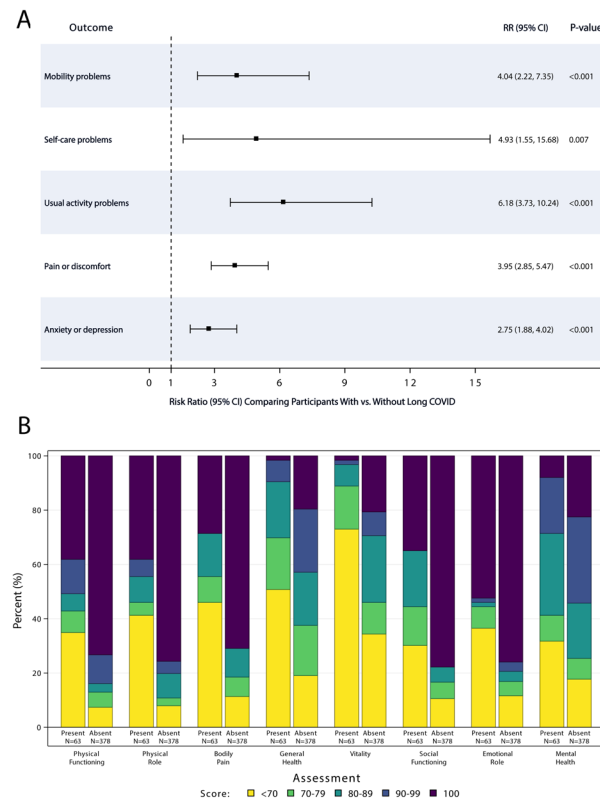 A
Outcome RR (95% CI) P-value
Mobility problems 4.04 (2.22, 7.35) <0.001
Self-care problems 4.93 (1.55, 15.68) 0.007
Usual activity problems 6.18 (3.73, 10.24) <0.001
Pain or discomfort 3.95 (2.85, 5.47) <0.001
Anxiety or depression 2.75 (1.88, 4.02) <0.001
0 1 3 6 9 12 15
Risk Ratio (95% CI) Comparing Participants With vs. Without Long COVID
B
Percent (%)
100
80
60
40
20
0
Present Absent Present Absent Present Absent Present Absent Present Absent Present Absent Present Absent Present Absent
N=63 N=378 N=63 N=378 N=63 N=378 N=63 N=378 N=63 N=378 N=63 N=378 N=63 N=378 N=63 N=378
Physical Physical Bodily General Vitality Social Emotional Mental
Functioning Role Pain Health Functioning Role Health
Assessment
Score: <70 70-79 80-89 90-99 100